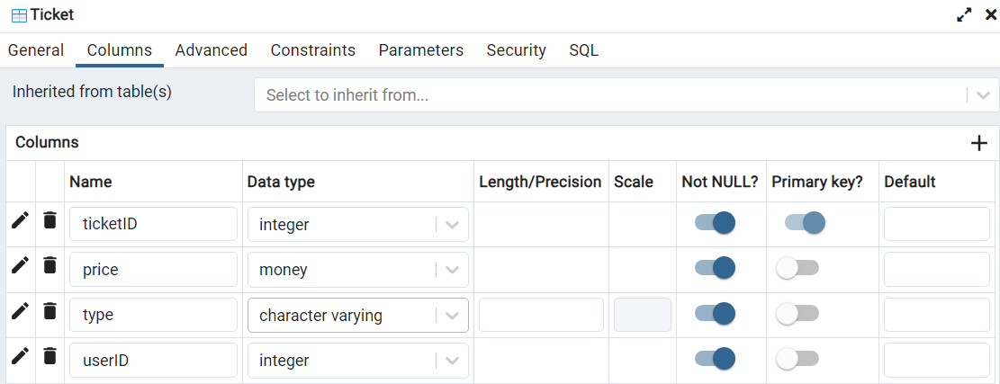 Ticket
General Columns Advanced Constraints Parameters Security SQL
Inherited from table(s) Select to inherit from...
Columns
Name Data type Length/Precision Scale Not NULL? Primary key? Default
ticketID integer
price money
type character varying
userID integer